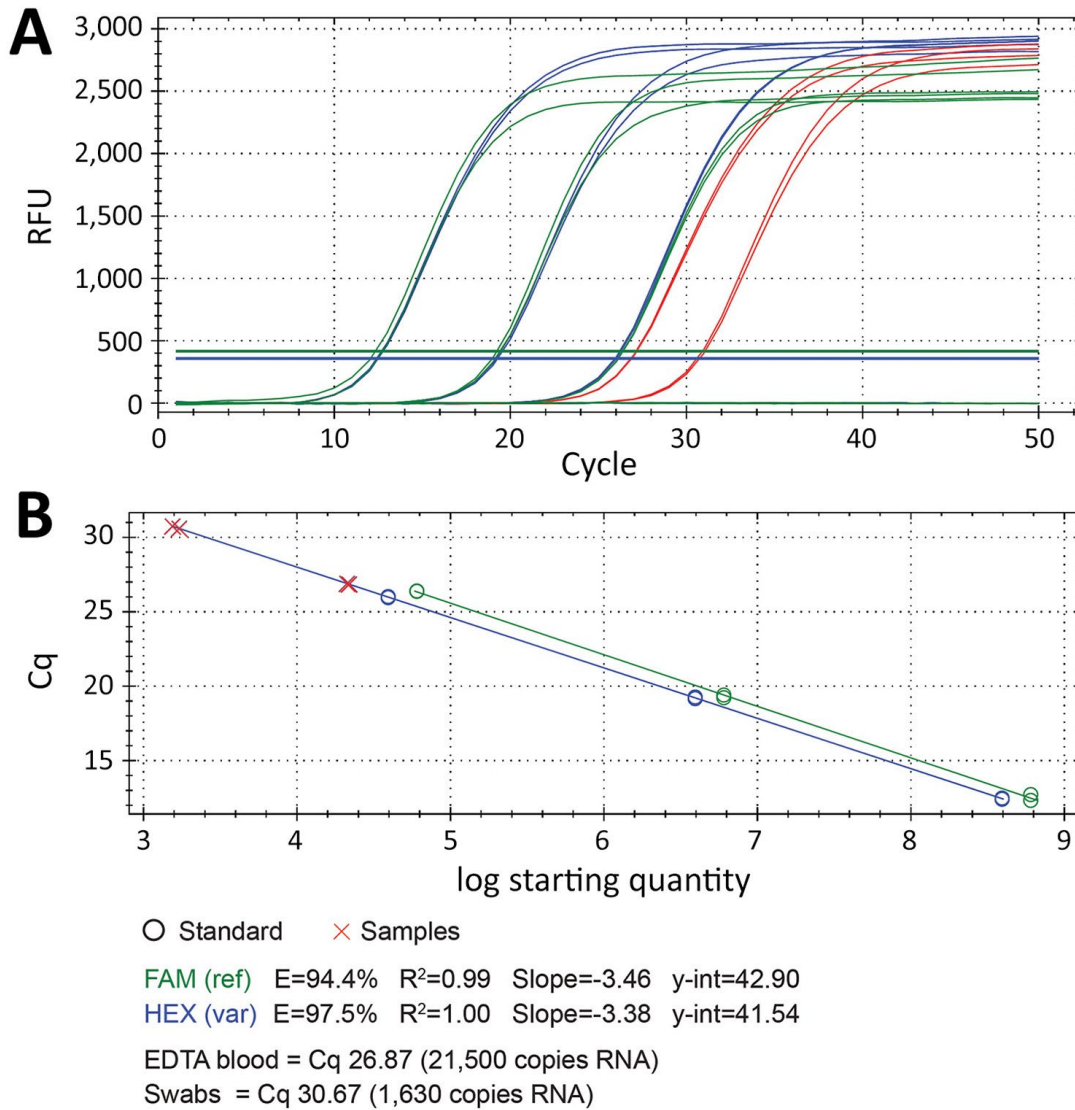 A
3,000
2,500
2,000
1,500
1,000
500
0
RFU
0 10 20 30 40 50
Cycle
B
30
25
20
15
Cq
3 4 5 6 7 8 9
log starting quantity
Standard Samples
FAM (ref) E=94.4% R²=0.99 Slope=-3.46 y-int=42.90
HEX (var) E=97.5% R²=1.00 Slope=-3.38 y-int=41.54
EDTA blood = Cq 26.87 (21,500 copies RNA)
Swabs = Cq 30.67 (1,630 copies RNA)